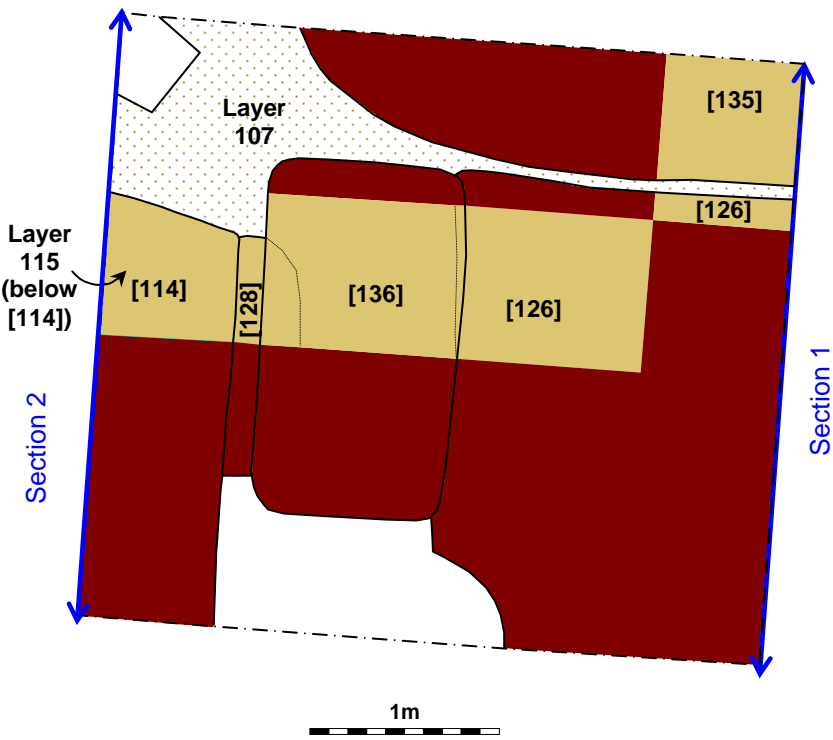 Layer
107
[135]
[126]
Layer
115
(below
[114])
[114]
[128]
[136]
[126]
Section 2
Section 1
1m